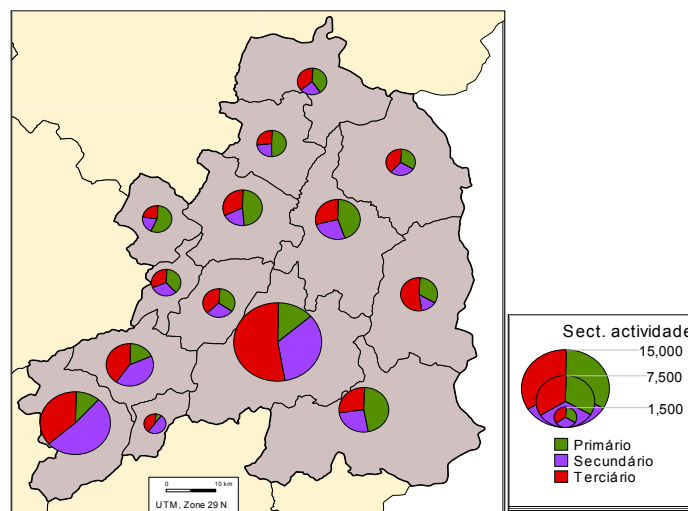 Sect. actividade
15,000
7,500
1,500
Primário
Secundário
Terciário
0 10 km
UTM, Zone 29 N